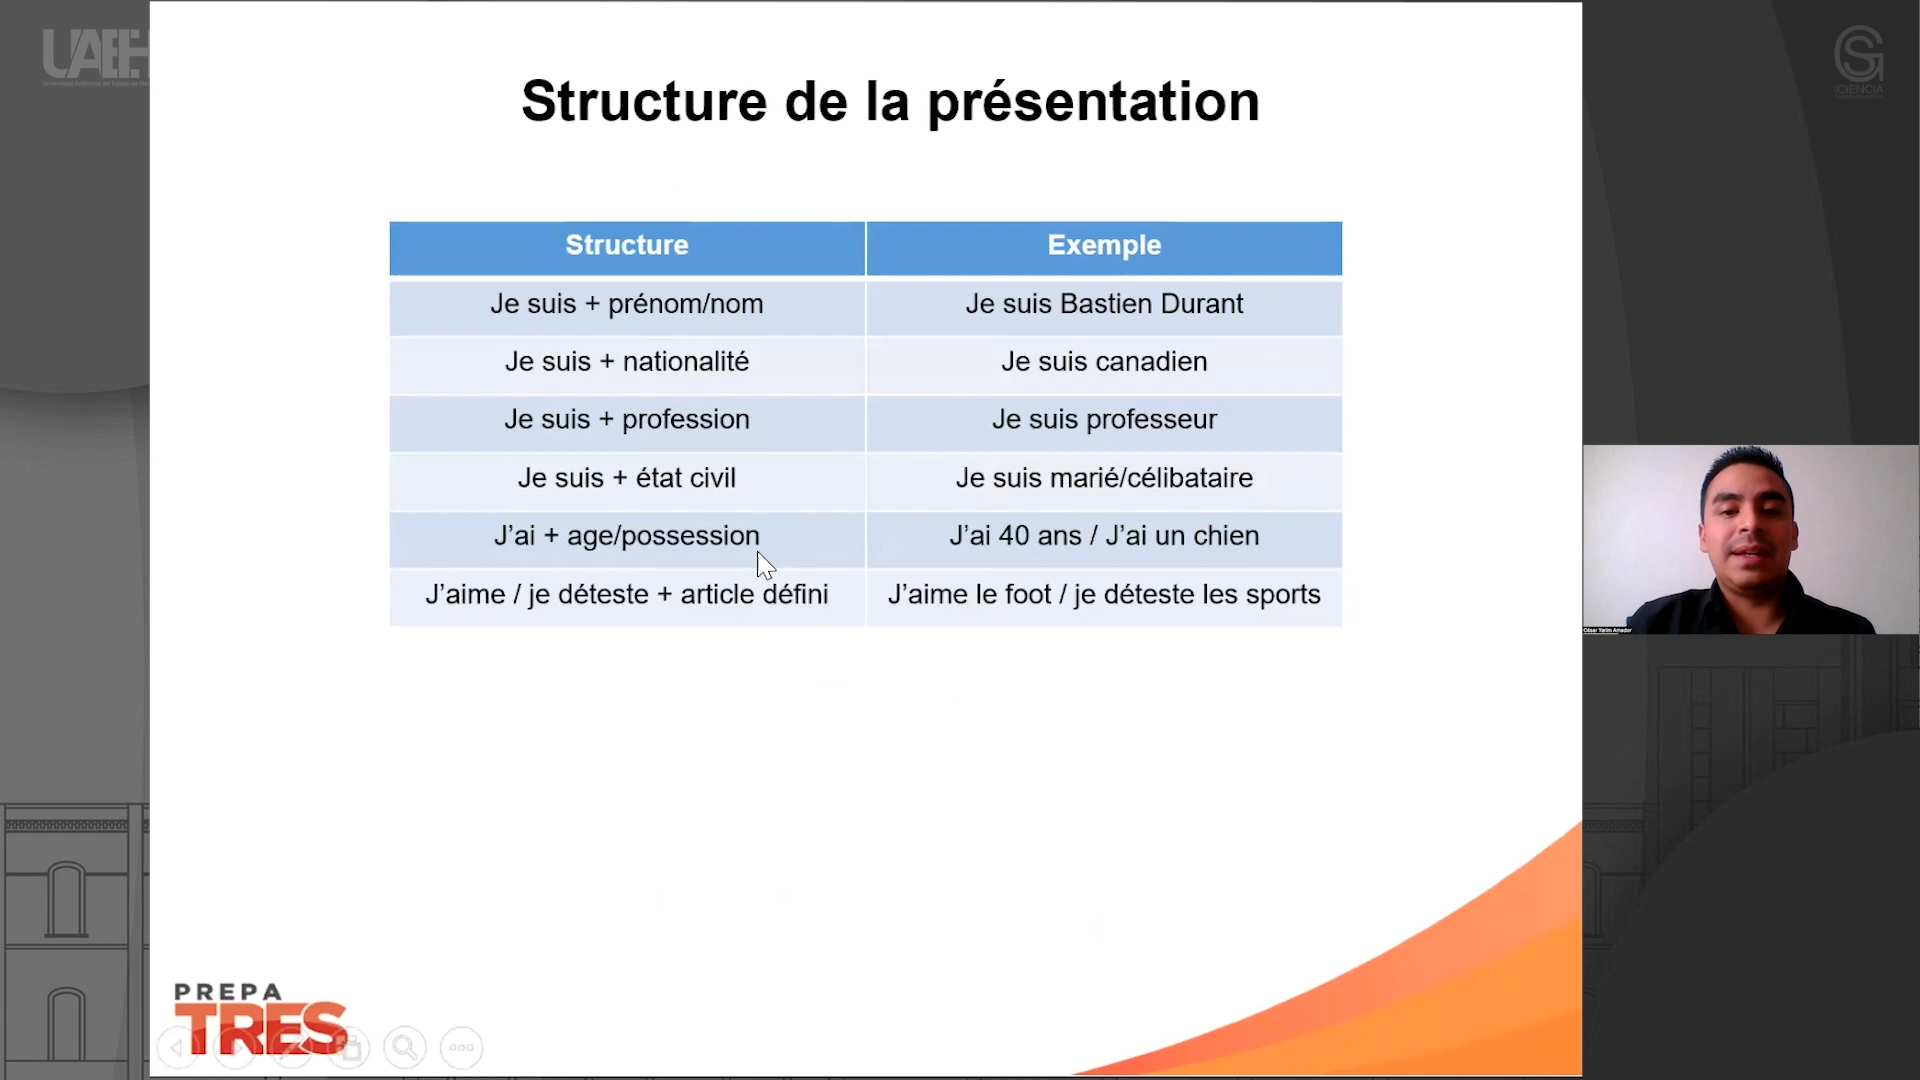 UAEH
Structure de la présentation
Structure Exemple
Je suis + prénom/nom Je suis Bastien Durant
Je suis + nationalité Je suis canadien
Je suis + profession Je suis professeur
Je suis + état civil Je suis marié/célibataire
J’ai + age/possession J’ai 40 ans / J’ai un chien
J’aime / je déteste + article défini J’aime le foot / je déteste les sports
César Yarim Amador
PREPA
TRES